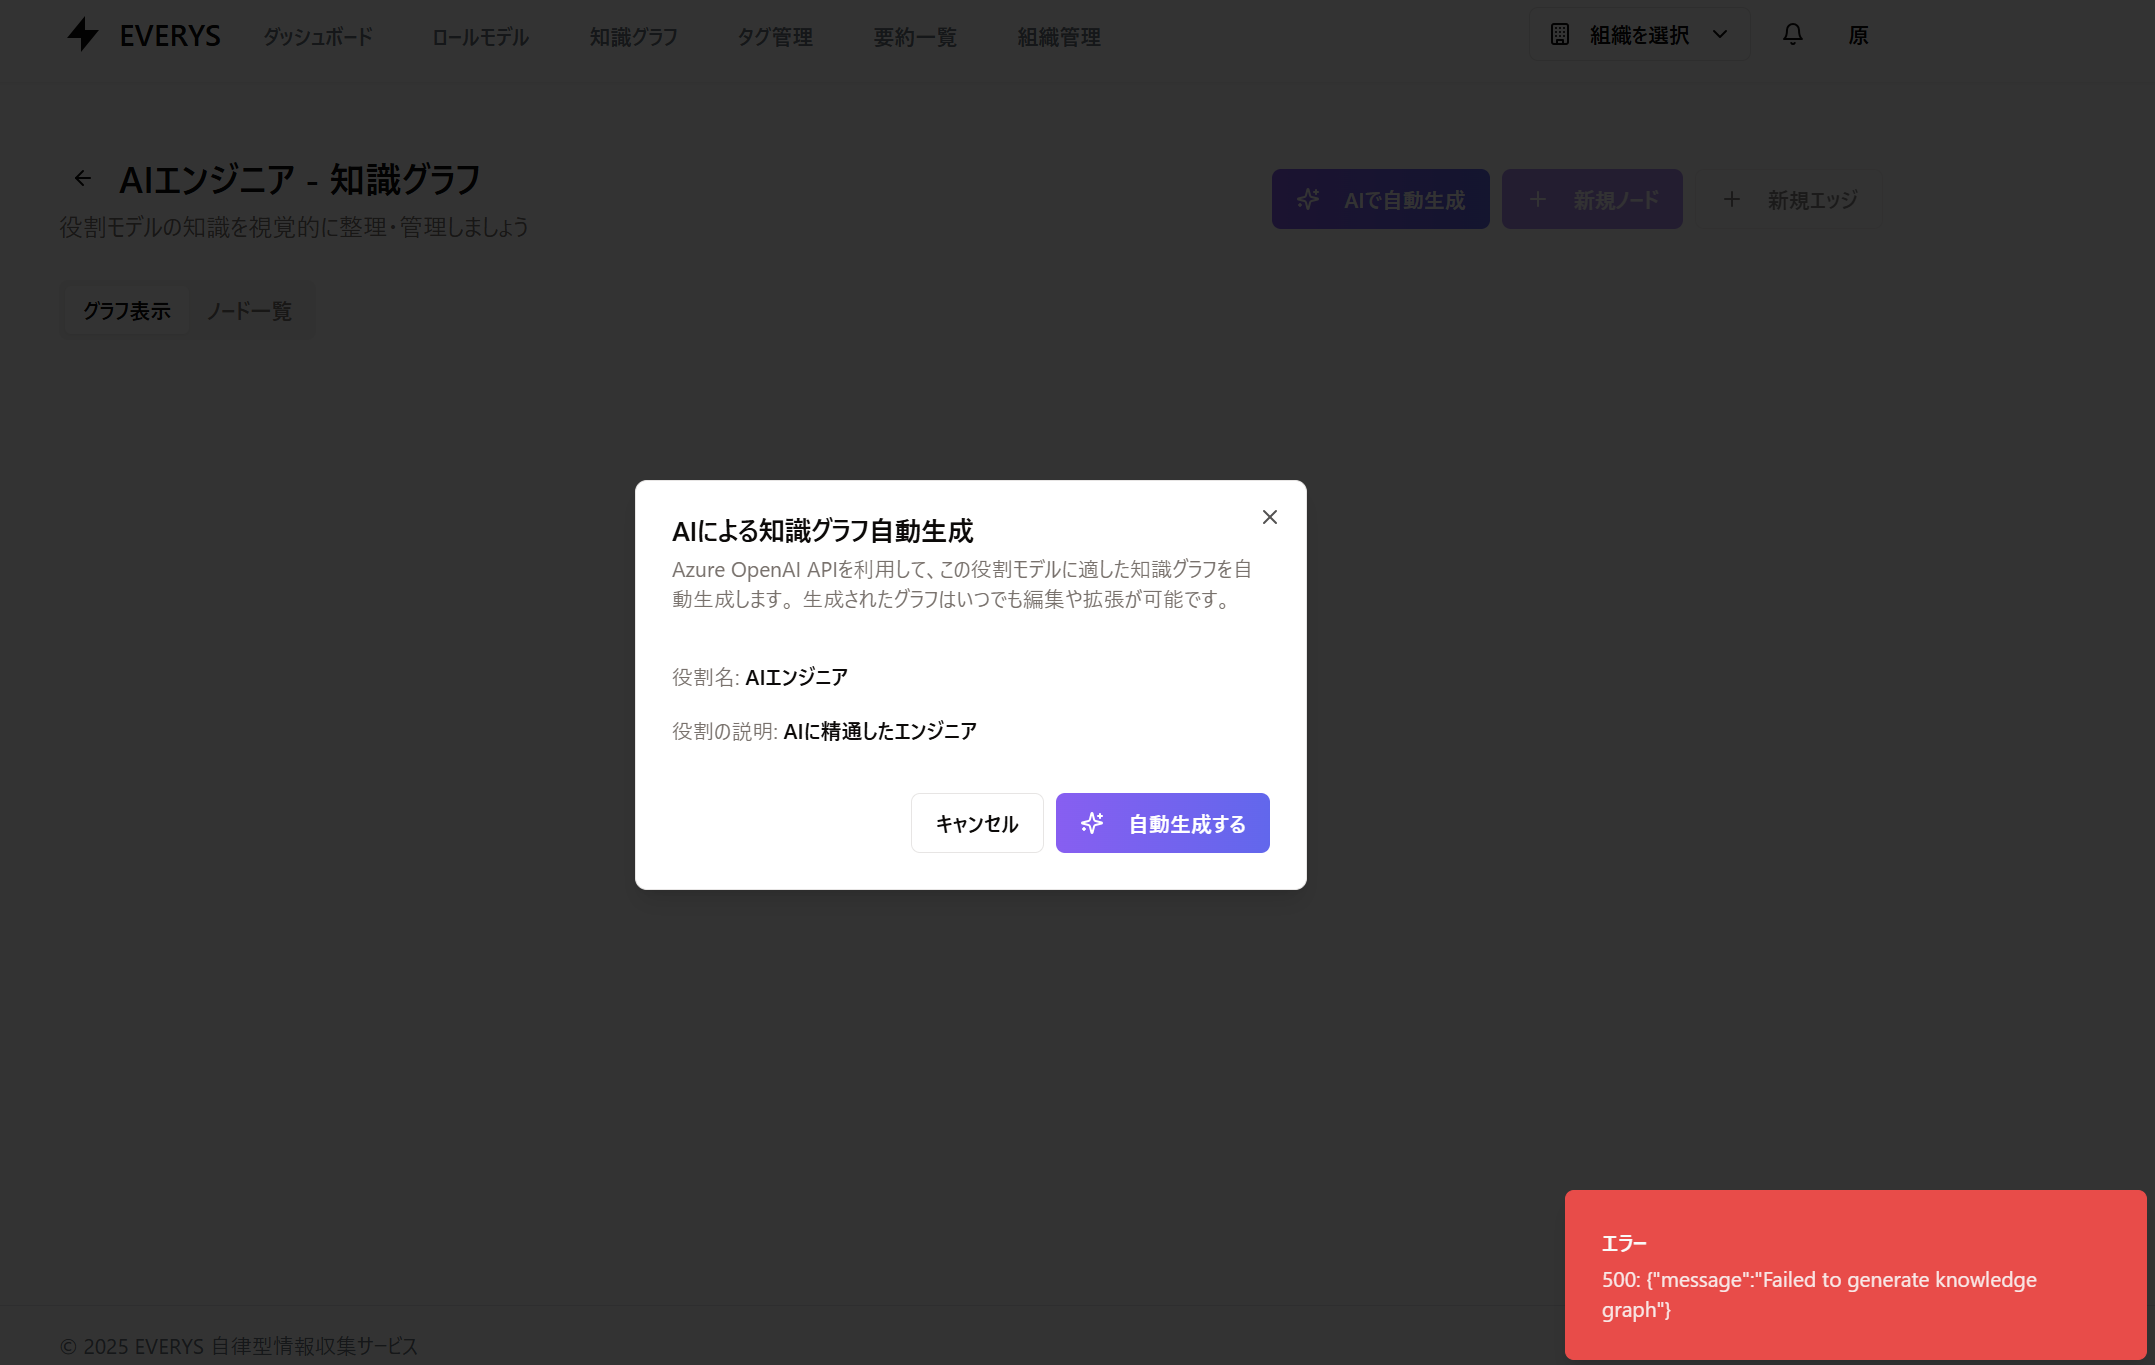 EVERYS ダッシュボード ロールモデル 知識グラフ タグ管理 要約一覧 組織管理 組織を選択 原
AIエンジニア - 知識グラフ
役割モデルの知識を視覚的に整理・管理しましょう
AIで自動生成 新規ノード 新規エッジ
グラフ表示 ノード一覧
AIによる知識グラフ自動生成
Azure OpenAI APIを利用して、この役割モデルに適した知識グラフを自
動生成します。生成されたグラフはいつでも編集や拡張が可能です。
役割名: AIエンジニア
役割の説明: AIに精通したエンジニア
キャンセル 自動生成する
エラー
500: {"message":"Failed to generate knowledge
graph"}
© 2025 EVERYS 自律型情報収集サービス